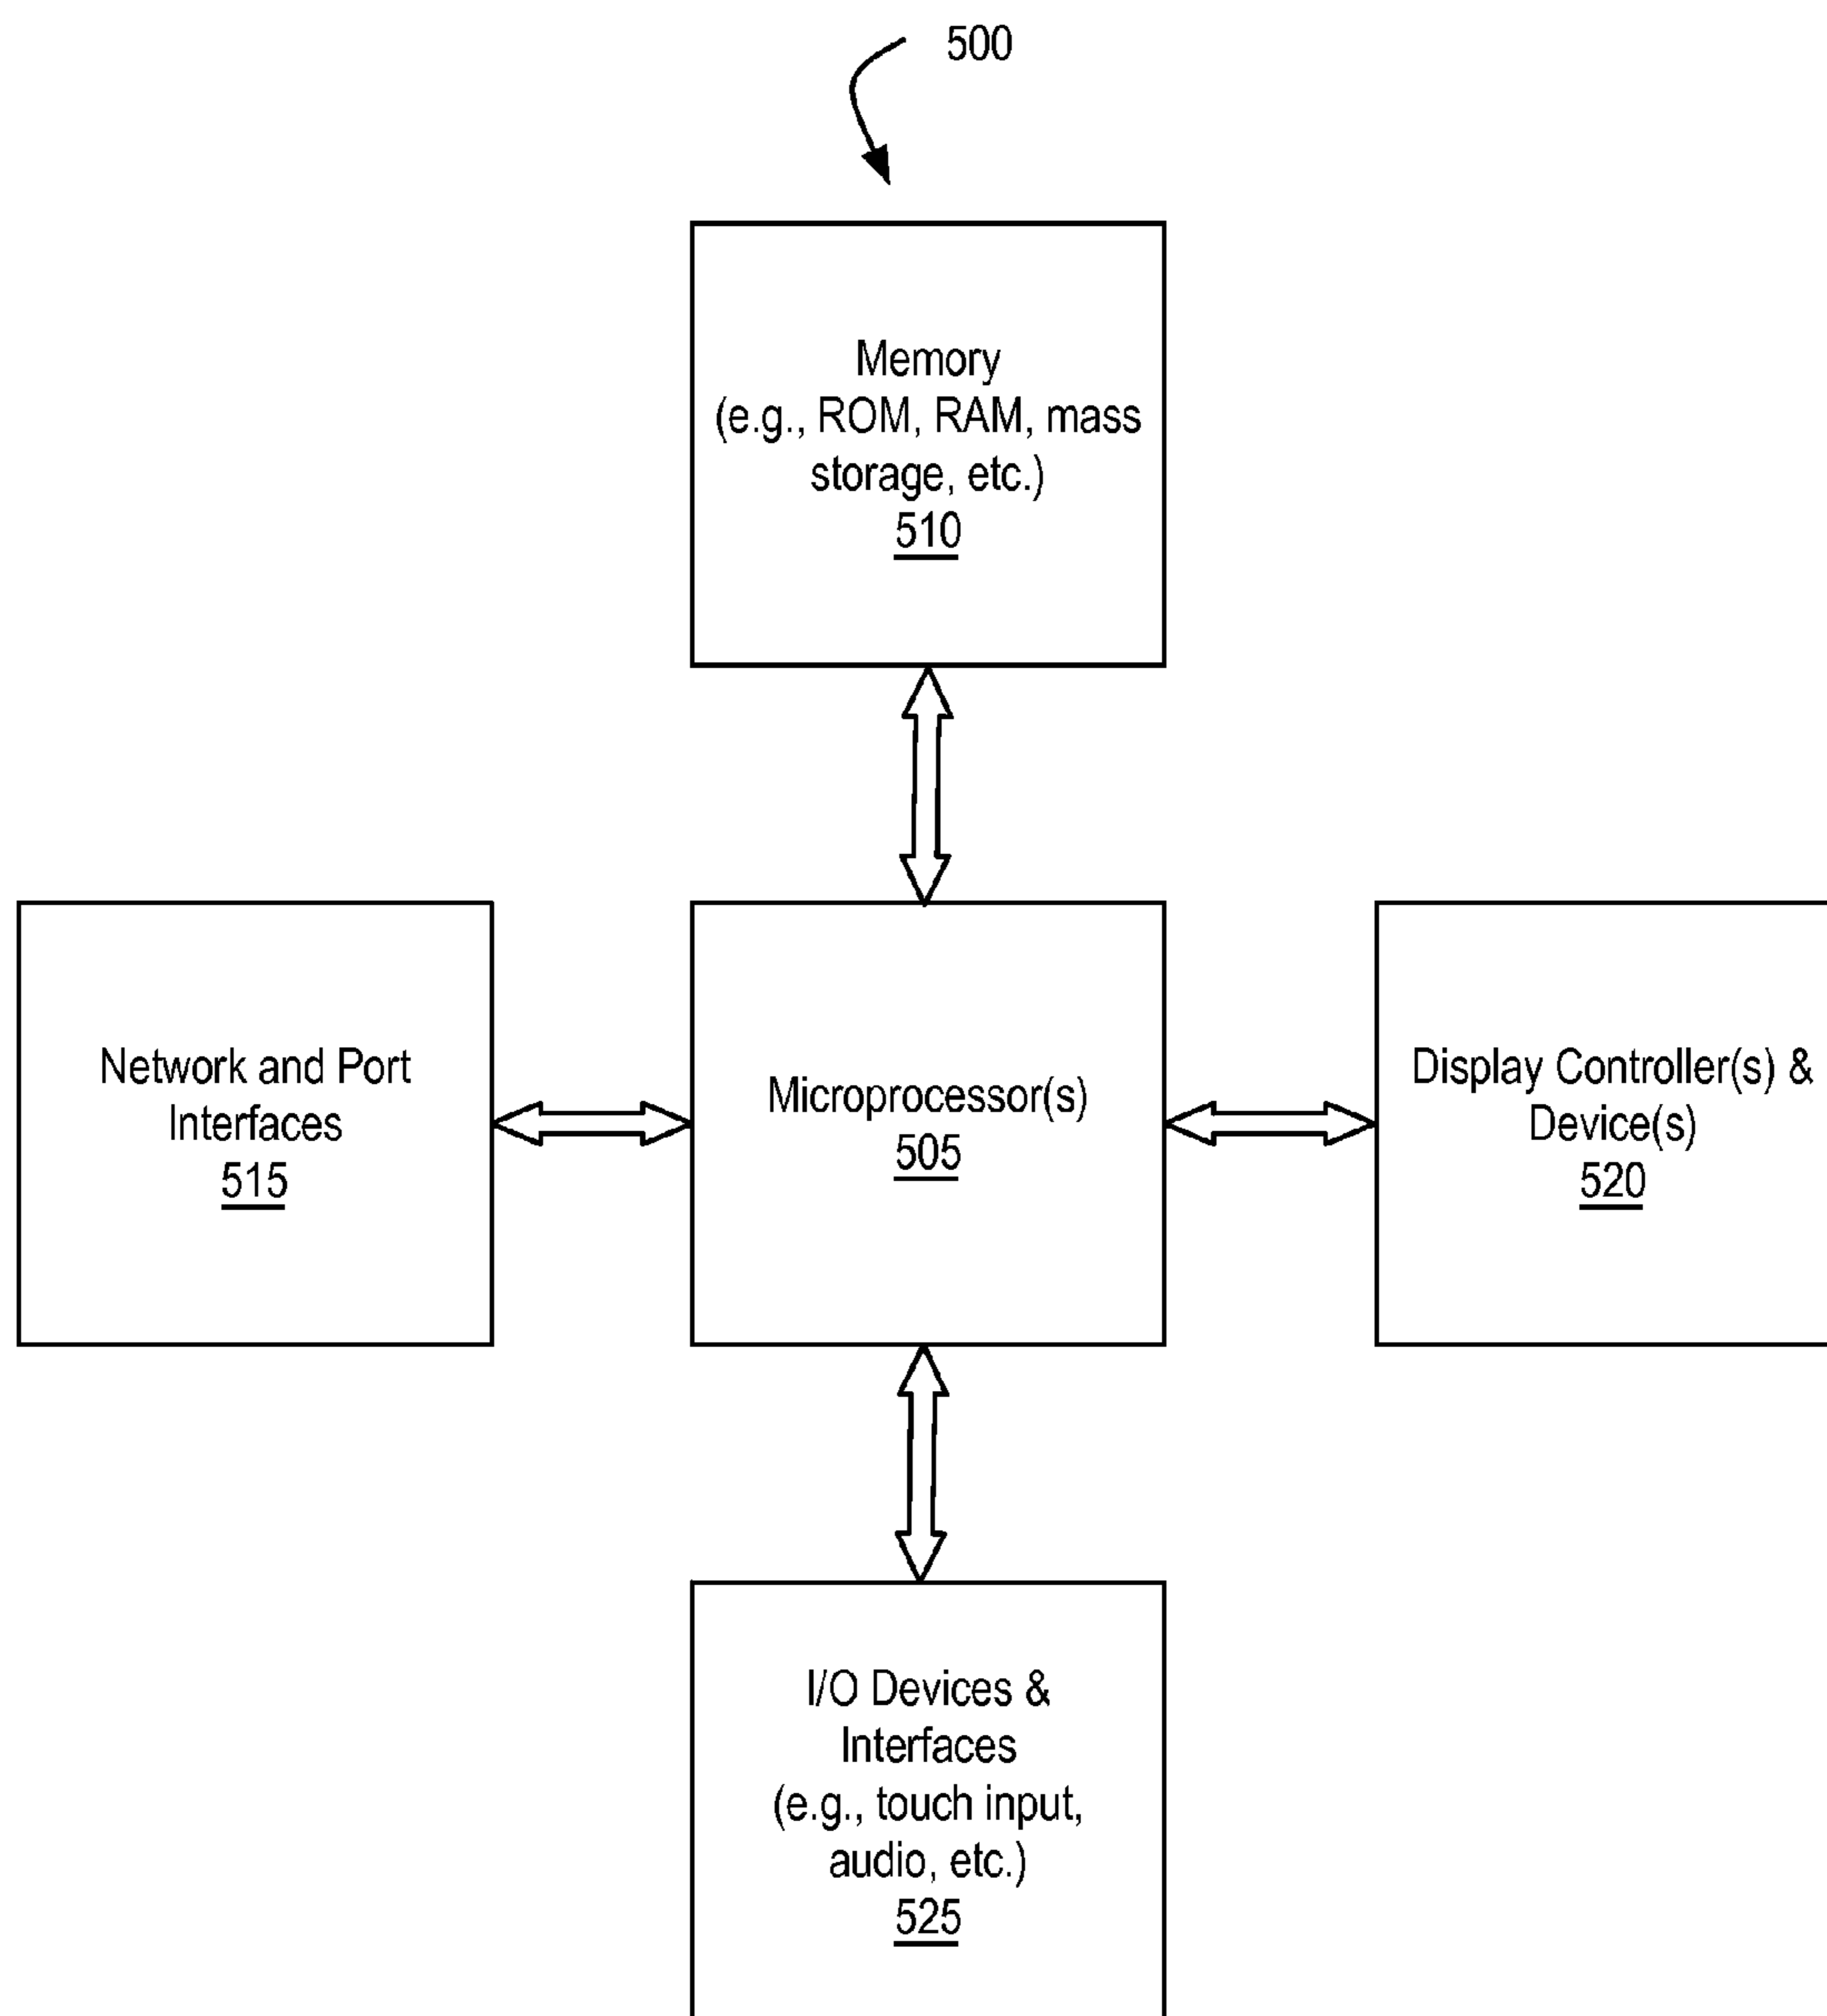 500
Memory
(e.g., ROM, RAM, mass
storage, etc.)
510
Network and Port
Interfaces
515
Microprocessor(s)
505
Display Controller(s) &
Device(s)
520
I/O Devices &
Interfaces
(e.g., touch input,
audio, etc.)
525